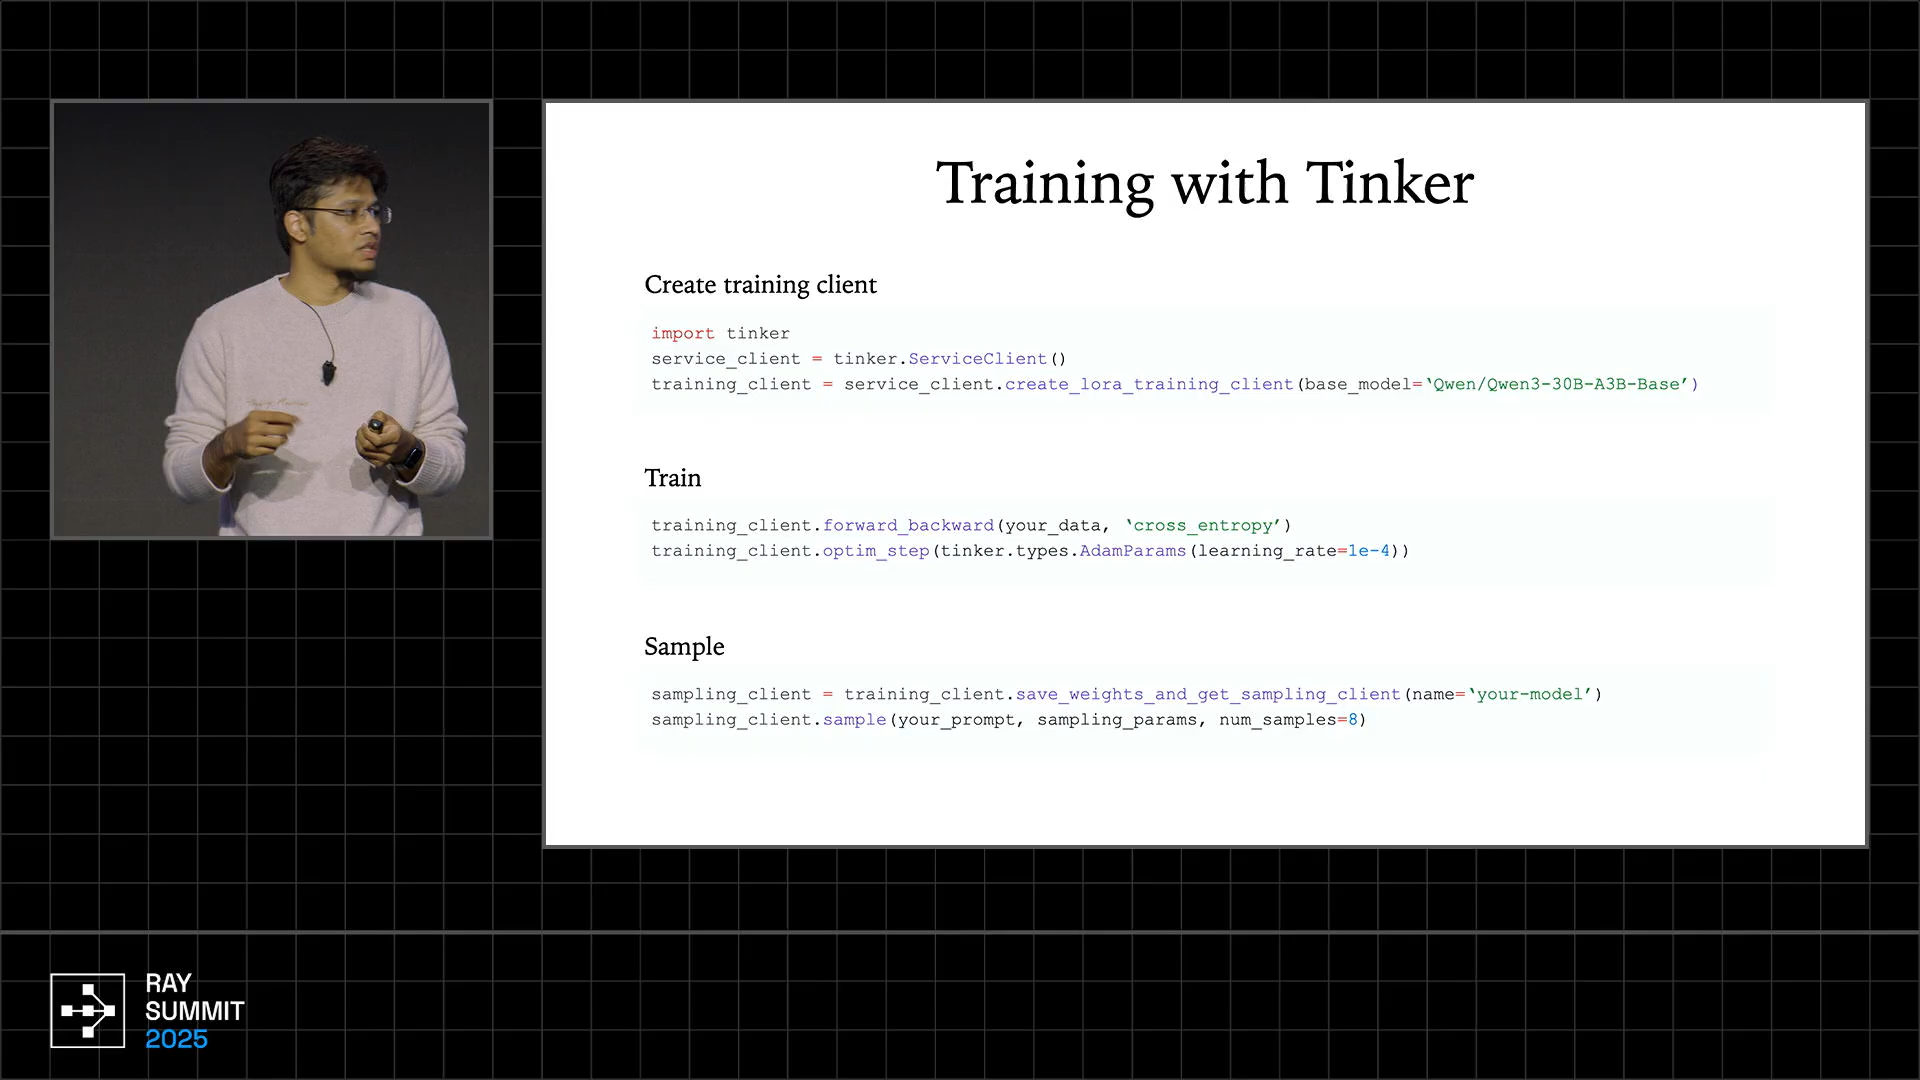 Training with Tinker
Create training client
import tinker
service_client = tinker.ServiceClient()
training_client = service_client.create_lora_training_client(base_model=‘Qwen/Qwen3-30B-A3B-Base’)
Train
training_client.forward_backward(your_data, ‘cross_entropy’)
training_client.optim_step(tinker.types.AdamParams(learning_rate=1e-4))
Sample
sampling_client = training_client.save_weights_and_get_sampling_client(name=‘your-model’)
sampling_client.sample(your_prompt, sampling_params, num_samples=8)
RAY
SUMMIT
2025